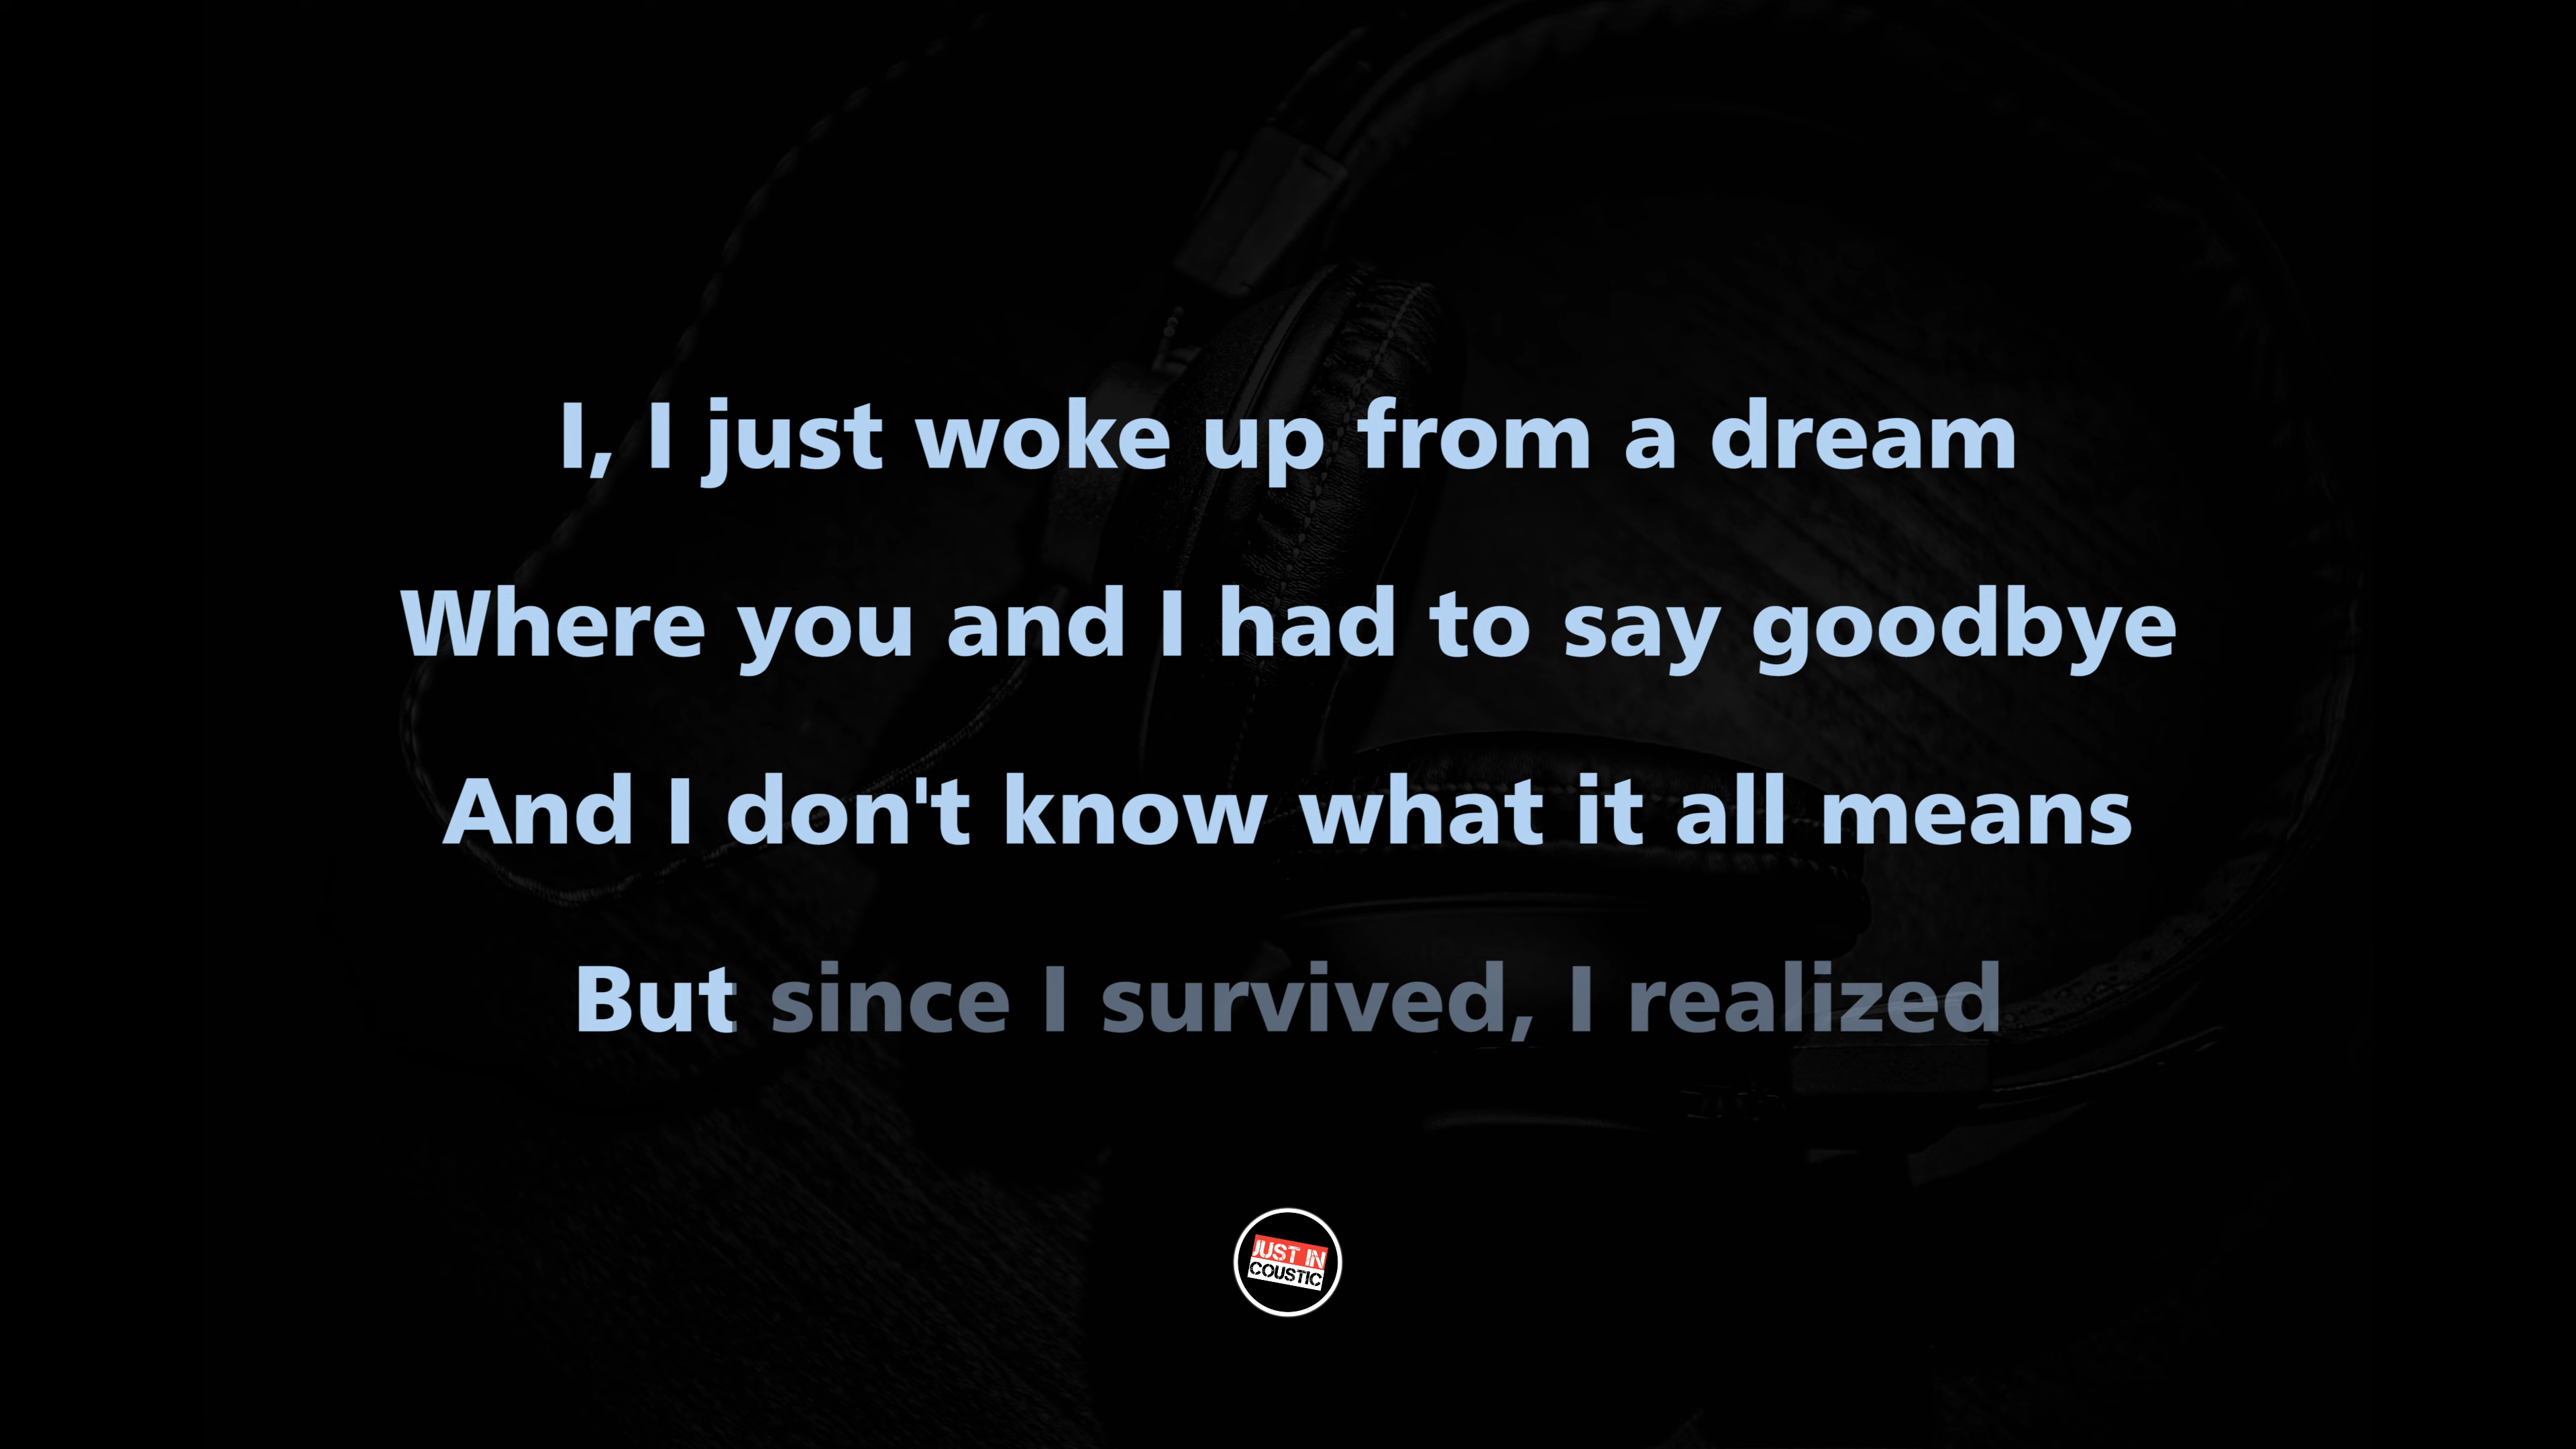 I, I just woke up from a dream
Where you and I had to say goodbye
And I don't know what it all means
But since I survived, I realized
JUST IN
COUSTIC